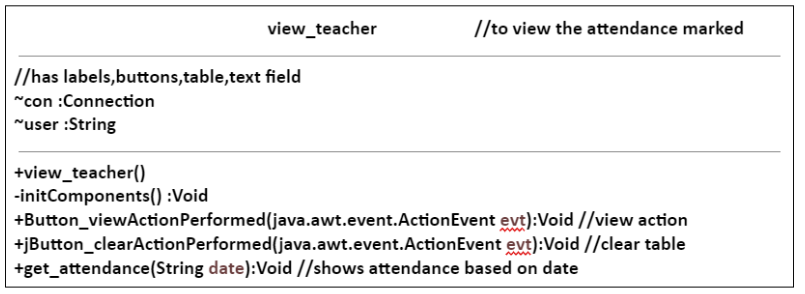 view_teacher //to view the attendance marked
//has labels,buttons,table,text field
~con :Connection
~user :String
+view_teacher()
-initComponents() :Void
+Button_viewActionPerformed(java.awt.event.ActionEvent evt):Void //view action
+jButton_clearActionPerformed(java.awt.event.ActionEvent evt):Void //clear table
+get_attendance(String date):Void //shows attendance based on date